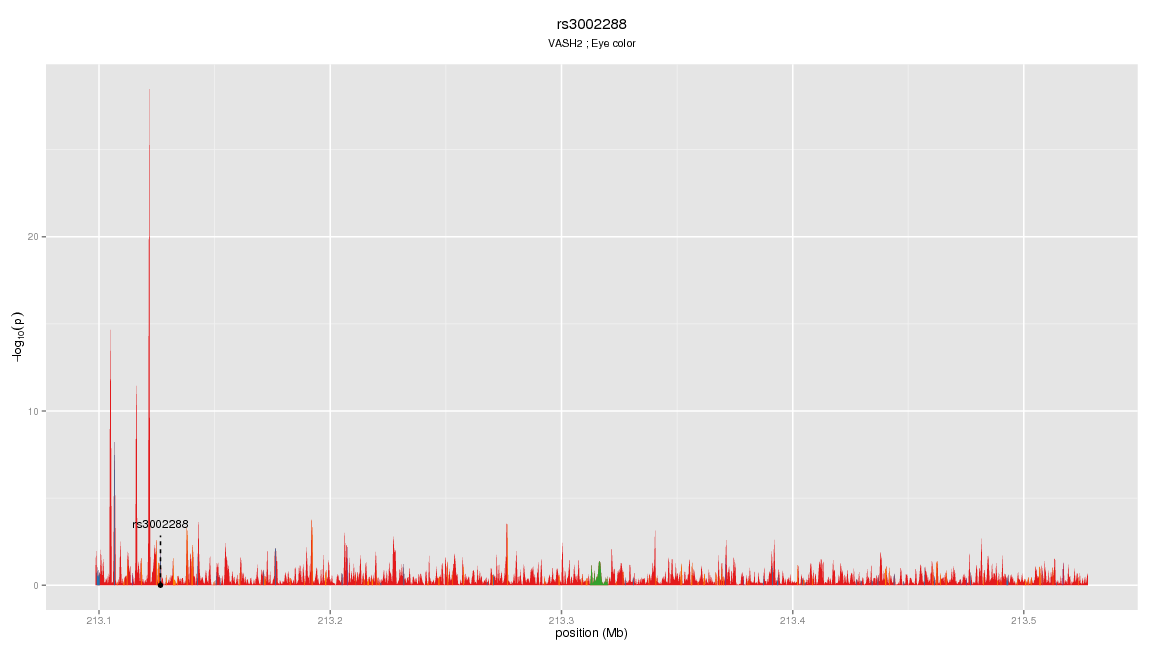 rs3002288
VASH2 ; Eye color
20
10
0
−log10(p)
rs3002288
213.1 213.2 213.3 213.4 213.5
position (Mb)